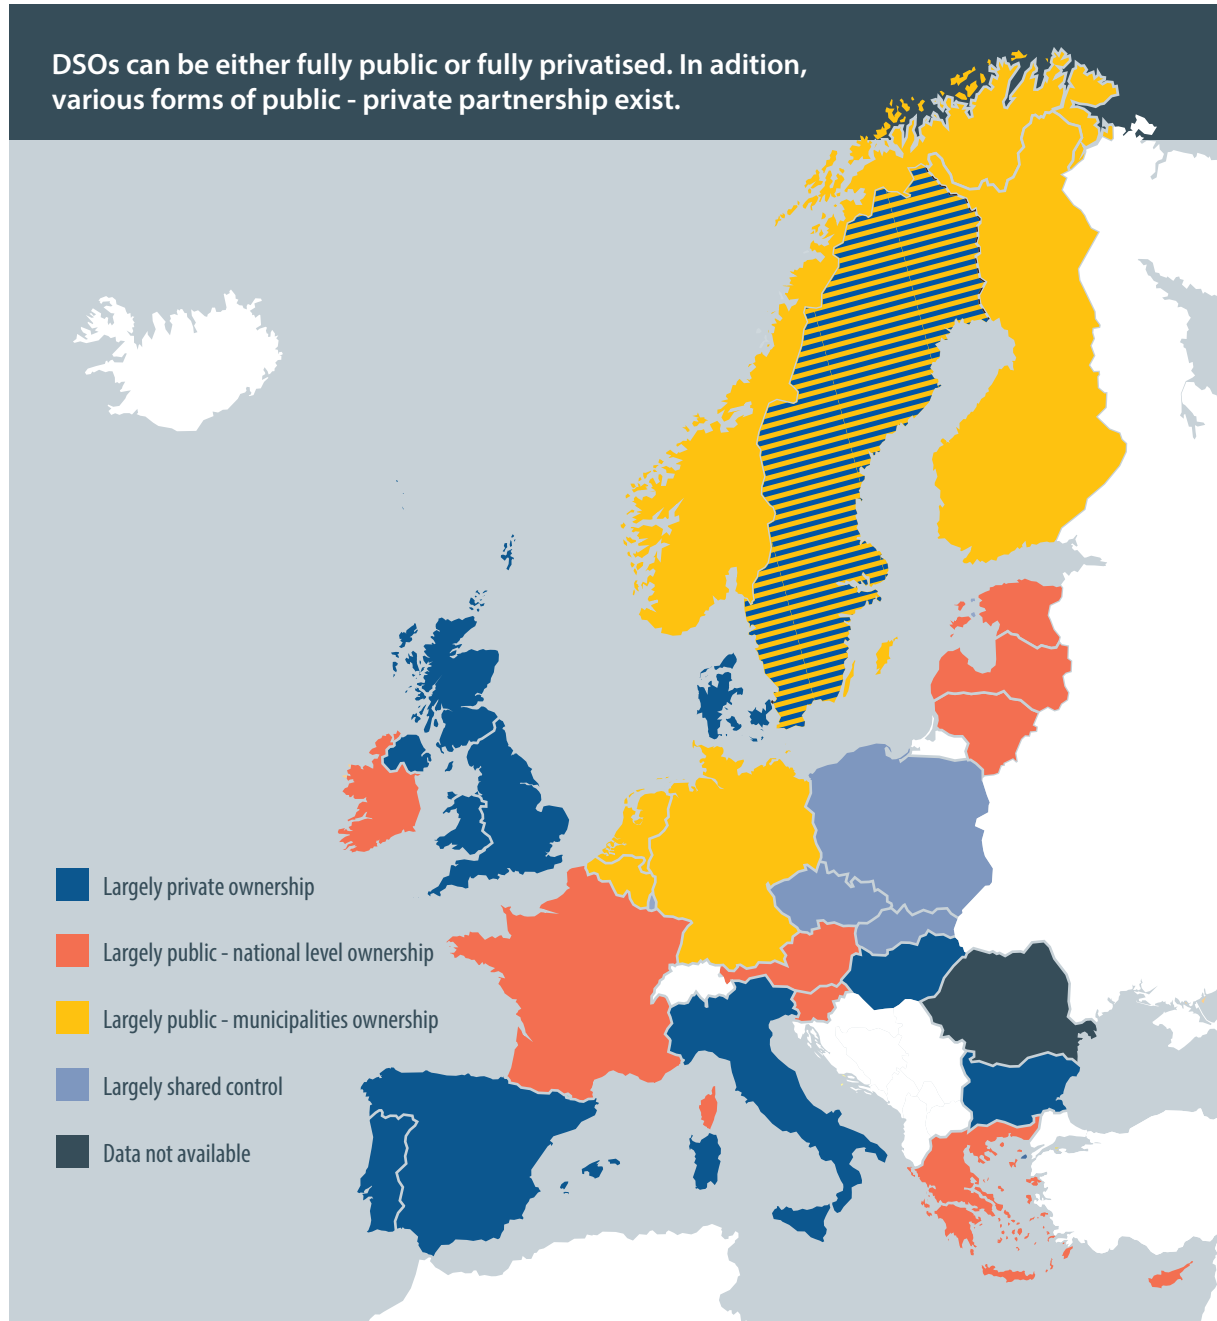 DSOs can be either fully public or fully privatised. In adition,
various forms of public - private partnership exist.
Largely private ownership
Largely public - national level ownership
Largely public - municipalities ownership
Largely shared control
Data not available